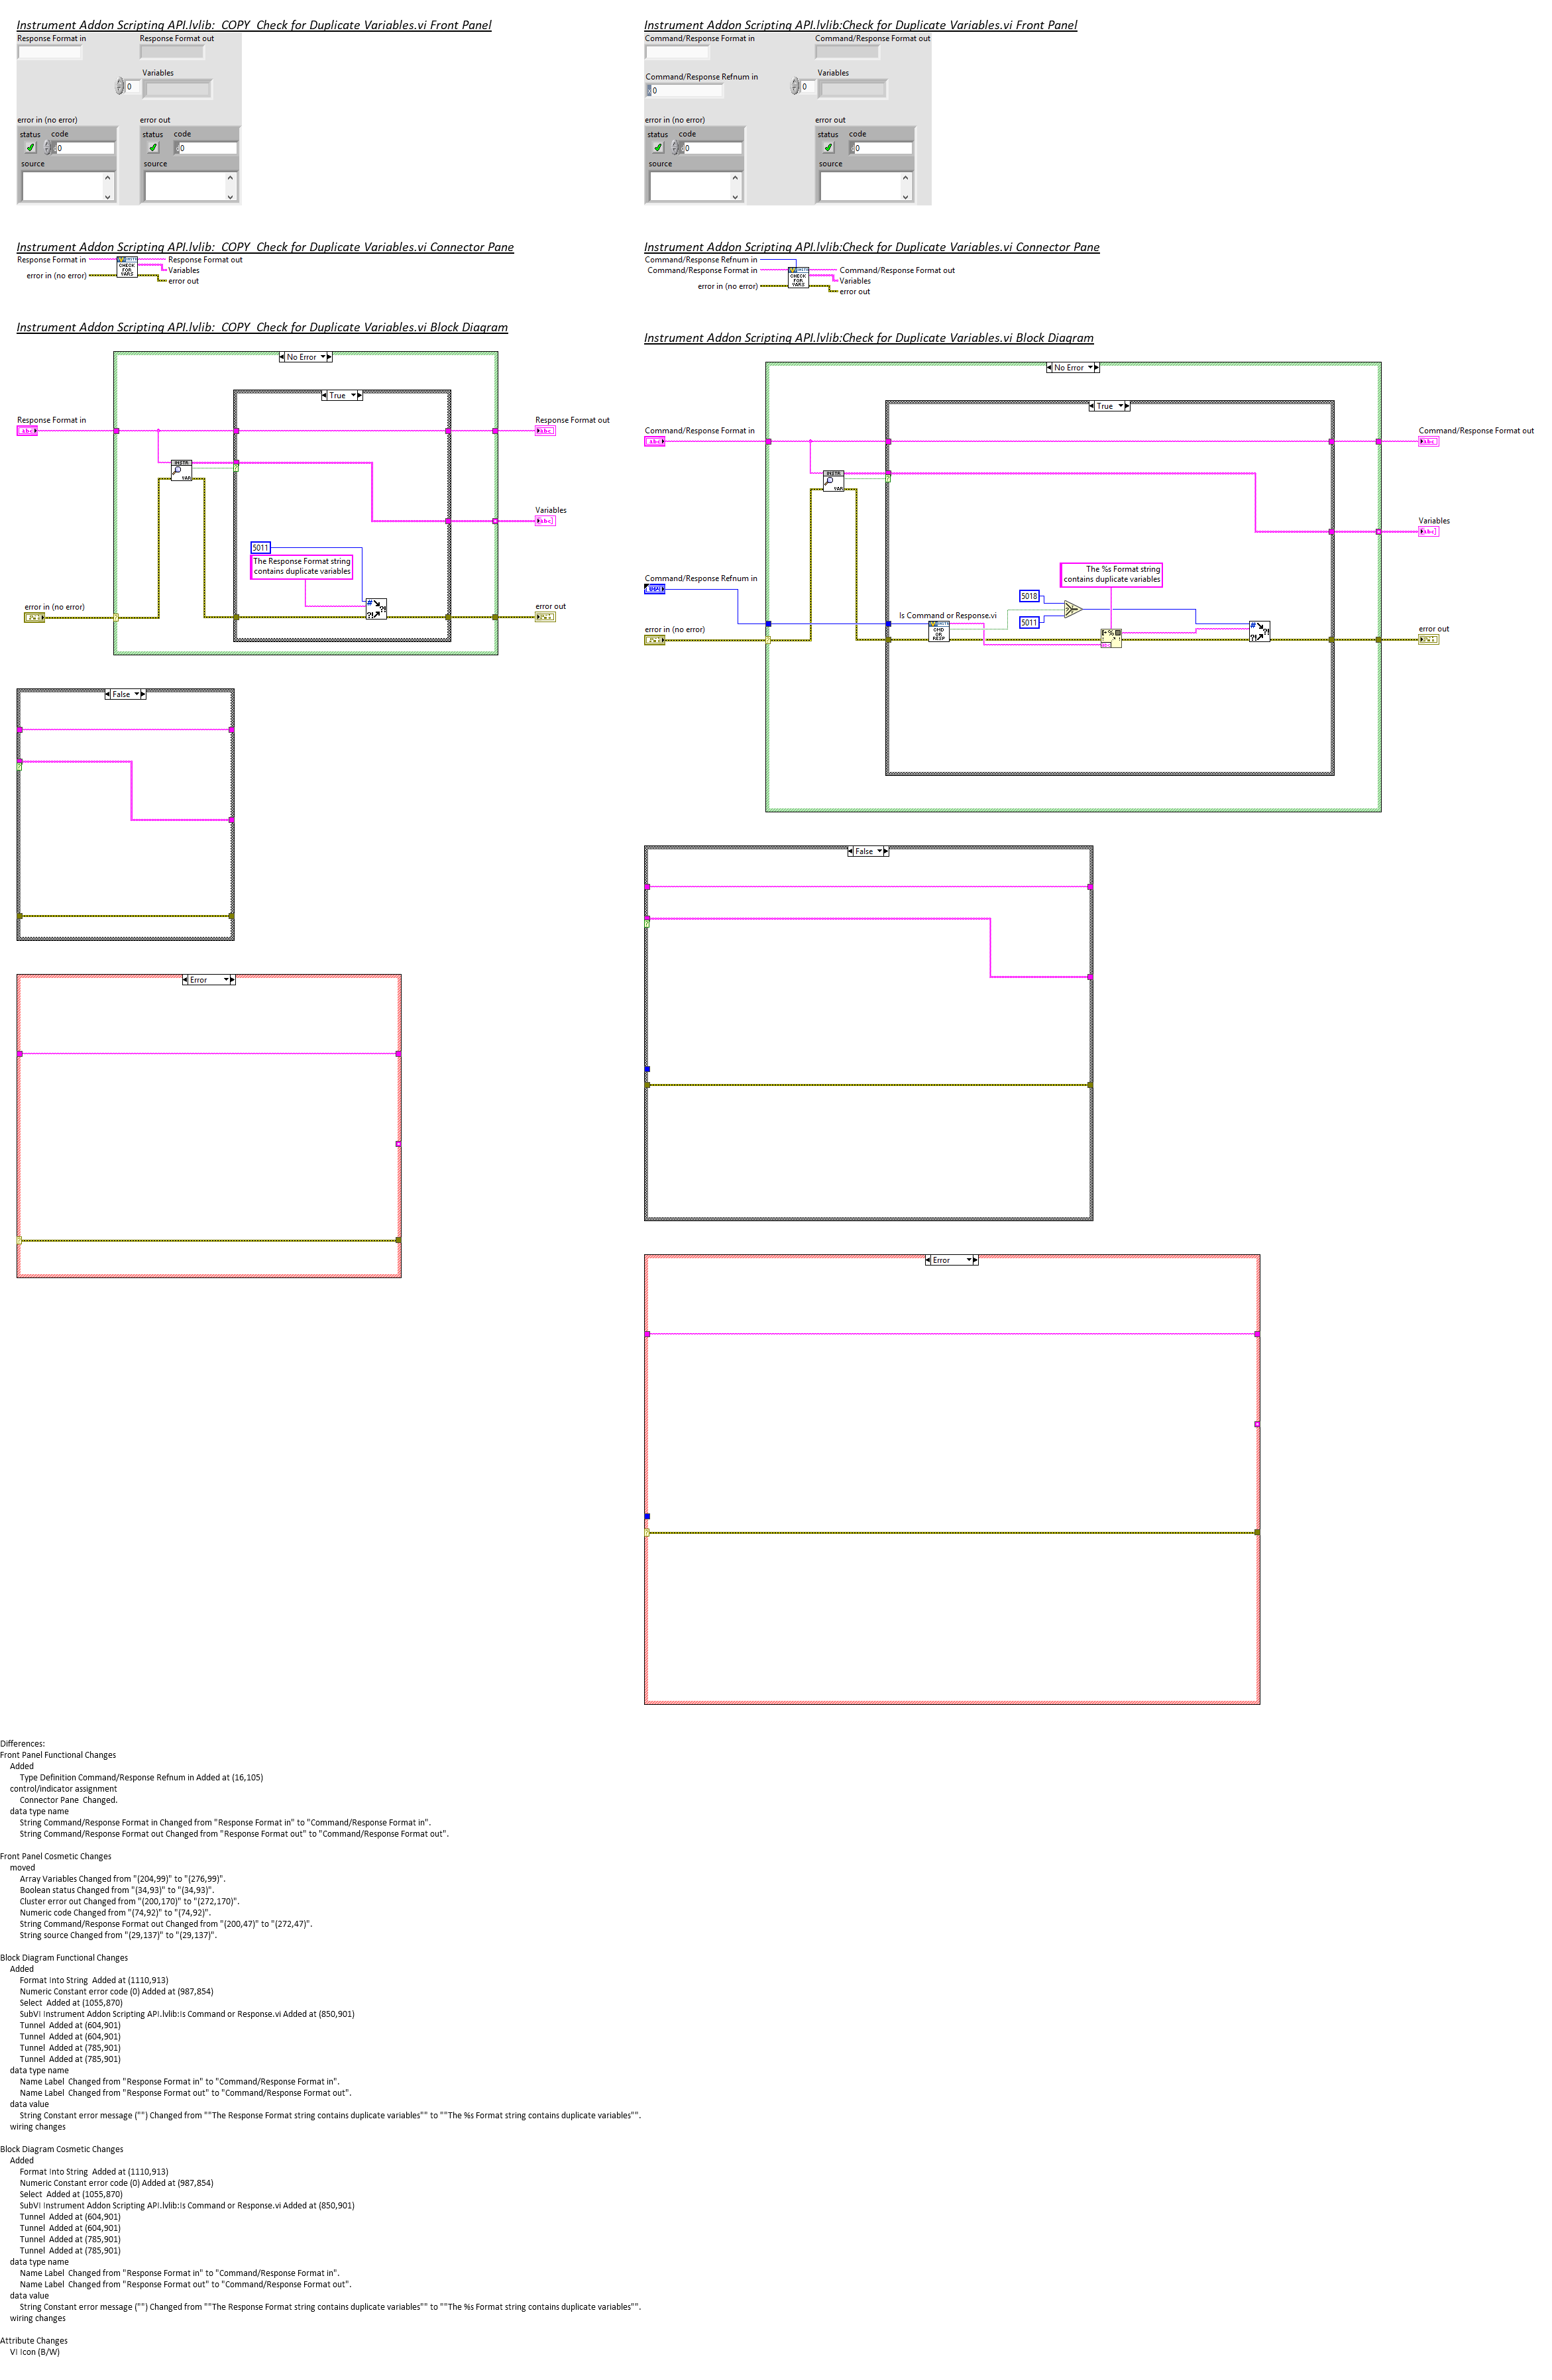 Instrument Addon Scripting API.lvlib:_COPY_Check for Duplicate Variables.vi Front Panel
Response Format in
Response Format out
Variables
0
error in (no error)
error out
status
code
0
source
status
code
0
source
Instrument Addon Scripting API.lvlib:_COPY_Check for Duplicate Variables.vi Connector Pane
Response Format in
error in (no error)
CHECK
FOR
VARS
Response Format out
Variables
error out
Instrument Addon Scripting API.lvlib:_COPY_Check for Duplicate Variables.vi Block Diagram
No Error
True
Response Format in
abc
Response Format out
abc
INSTR
VAR
Variables
abc
5011
The Response Format string
contains duplicate variables
error in (no error)
error out
False
Error
Instrument Addon Scripting API.lvlib:Check for Duplicate Variables.vi Front Panel
Command/Response Format in
Command/Response Format out
Command/Response Refnum in
0
Variables
0
error in (no error)
error out
status
code
0
source
status
code
0
source
Instrument Addon Scripting API.lvlib:Check for Duplicate Variables.vi Connector Pane
Command/Response Refnum in
Command/Response Format in
error in (no error)
CHECK
FOR
VARS
Command/Response Format out
Variables
error out
Instrument Addon Scripting API.lvlib:Check for Duplicate Variables.vi Block Diagram
No Error
True
Command/Response Format in
abc
Command/Response Format out
abc
INSTR
VAR
Variables
abc
The %s Format string
contains duplicate variables
Command/Response Refnum in
5018
5011
Is Command or Response.vi
CMD
OR
RESP
error in (no error)
error out
False
Error
Differences:
Front Panel Functional Changes
Added
Type Definition Command/Response Refnum in Added at (16,105)
control/indicator assignment
Connector Pane  Changed.
data type name
String Command/Response Format in Changed from "Response Format in" to "Command/Response Format in".
String Command/Response Format out Changed from "Response Format out" to "Command/Response Format out".
Front Panel Cosmetic Changes
moved
Array Variables Changed from "(204,99)" to "(276,99)".
Boolean status Changed from "(34,93)" to "(34,93)".
Cluster error out Changed from "(200,170)" to "(272,170)".
Numeric code Changed from "(74,92)" to "(74,92)".
String Command/Response Format out Changed from "(200,47)" to "(272,47)".
String source Changed from "(29,137)" to "(29,137)".
Block Diagram Functional Changes
Added
Format Into String  Added at (1110,913)
Numeric Constant error code (0) Added at (987,854)
Select  Added at (1055,870)
SubVI Instrument Addon Scripting API.lvlib:Is Command or Response.vi Added at (850,901)
Tunnel  Added at (604,901)
Tunnel  Added at (604,901)
Tunnel  Added at (785,901)
Tunnel  Added at (785,901)
data type name
Name Label  Changed from "Response Format in" to "Command/Response Format in".
Name Label  Changed from "Response Format out" to "Command/Response Format out".
data value
String Constant error message ("") Changed from ""The Response Format string contains duplicate variables"" to ""The %s Format string contains duplicate variables"".
wiring changes
Block Diagram Cosmetic Changes
Added
Format Into String  Added at (1110,913)
Numeric Constant error code (0) Added at (987,854)
Select  Added at (1055,870)
SubVI Instrument Addon Scripting API.lvlib:Is Command or Response.vi Added at (850,901)
Tunnel  Added at (604,901)
Tunnel  Added at (604,901)
Tunnel  Added at (785,901)
Tunnel  Added at (785,901)
data type name
Name Label  Changed from "Response Format in" to "Command/Response Format in".
Name Label  Changed from "Response Format out" to "Command/Response Format out".
data value
String Constant error message ("") Changed from ""The Response Format string contains duplicate variables"" to ""The %s Format string contains duplicate variables"".
wiring changes
Attribute Changes
VI Icon (B/W)